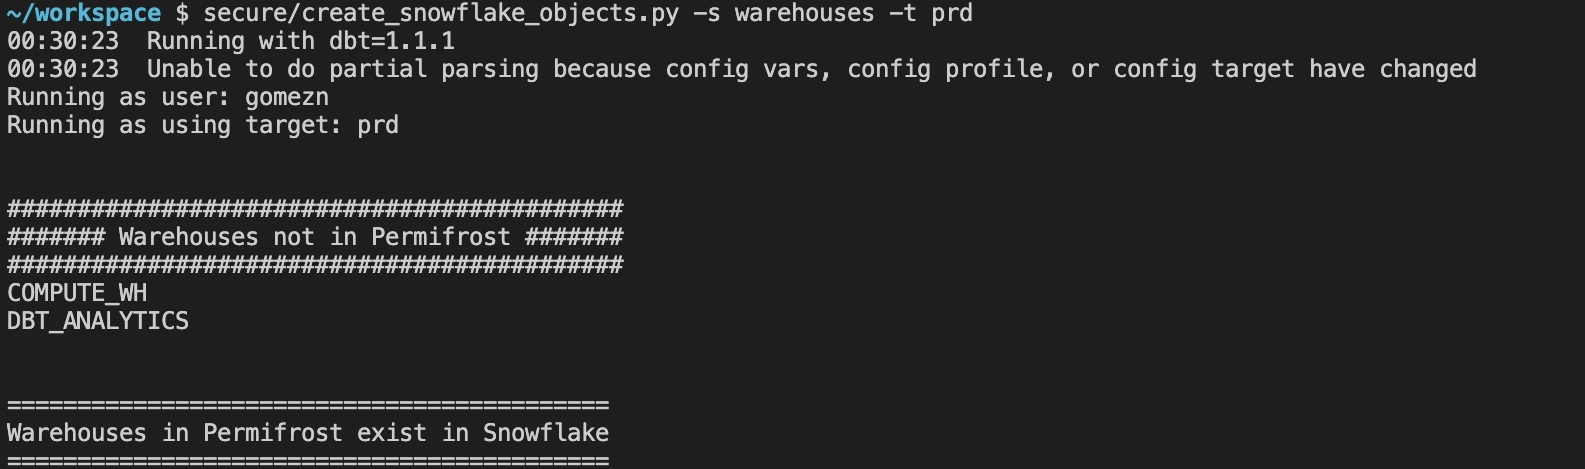 ~/workspace $ secure/create_snowflake_objects.py -s warehouses -t prd
00:30:23  Running with dbt=1.1.1
00:30:23  Unable to do partial parsing because config vars, config profile, or config target have changed
Running as user: gomezn
Running as using target: prd
############################################
####### Warehouses not in Permifrost #######
############################################
COMPUTE_WH
DBT_ANALYTICS
===========================================
Warehouses in Permifrost exist in Snowflake
===========================================